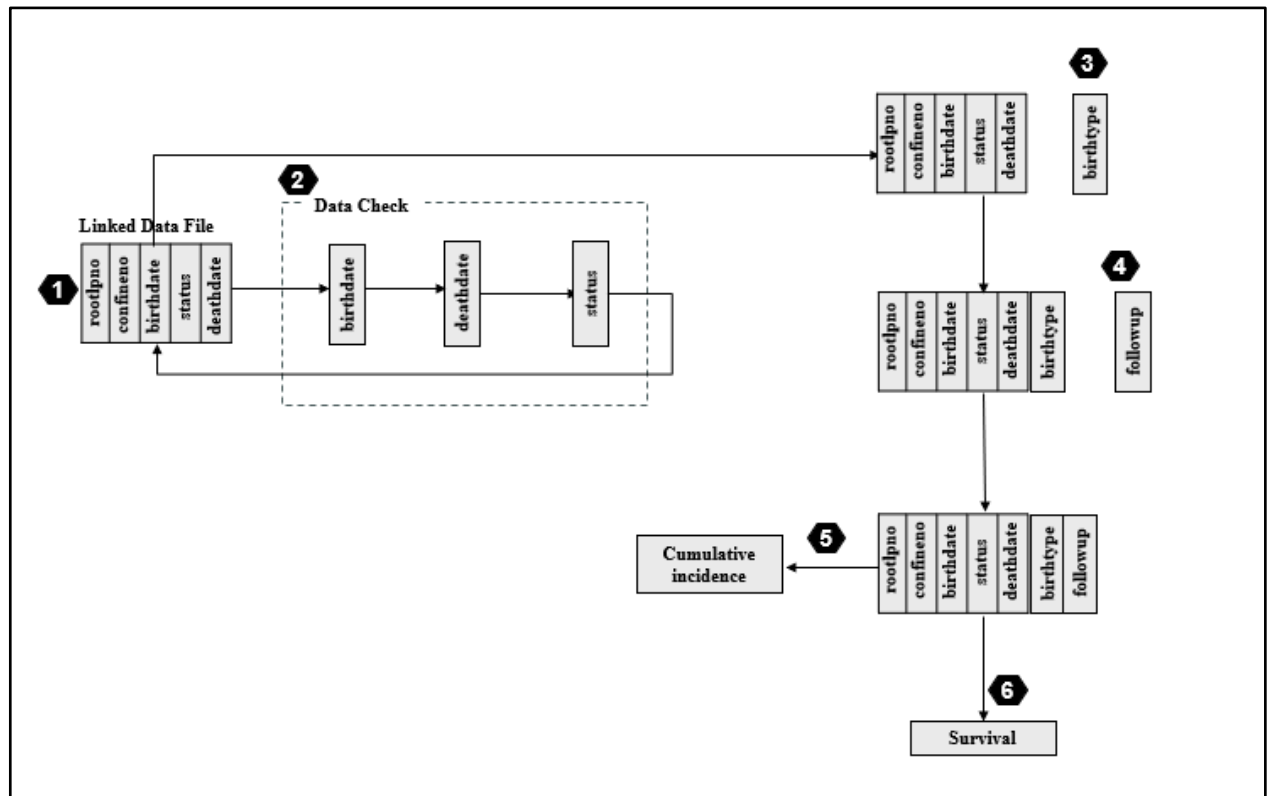 3
rootlpno
confineno
birthdate
status
deathdate
birthtype
2
Data Check
Linked Data File
1
rootlpno
confineno
birthdate
status
deathdate
birthdate
deathdate
status
4
rootlpno
confineno
birthdate
status
deathdate
birthtype
followup
5
Cumulative
incidence
rootlpno
confineno
birthdate
status
deathdate
birthtype
followup
6
Survival